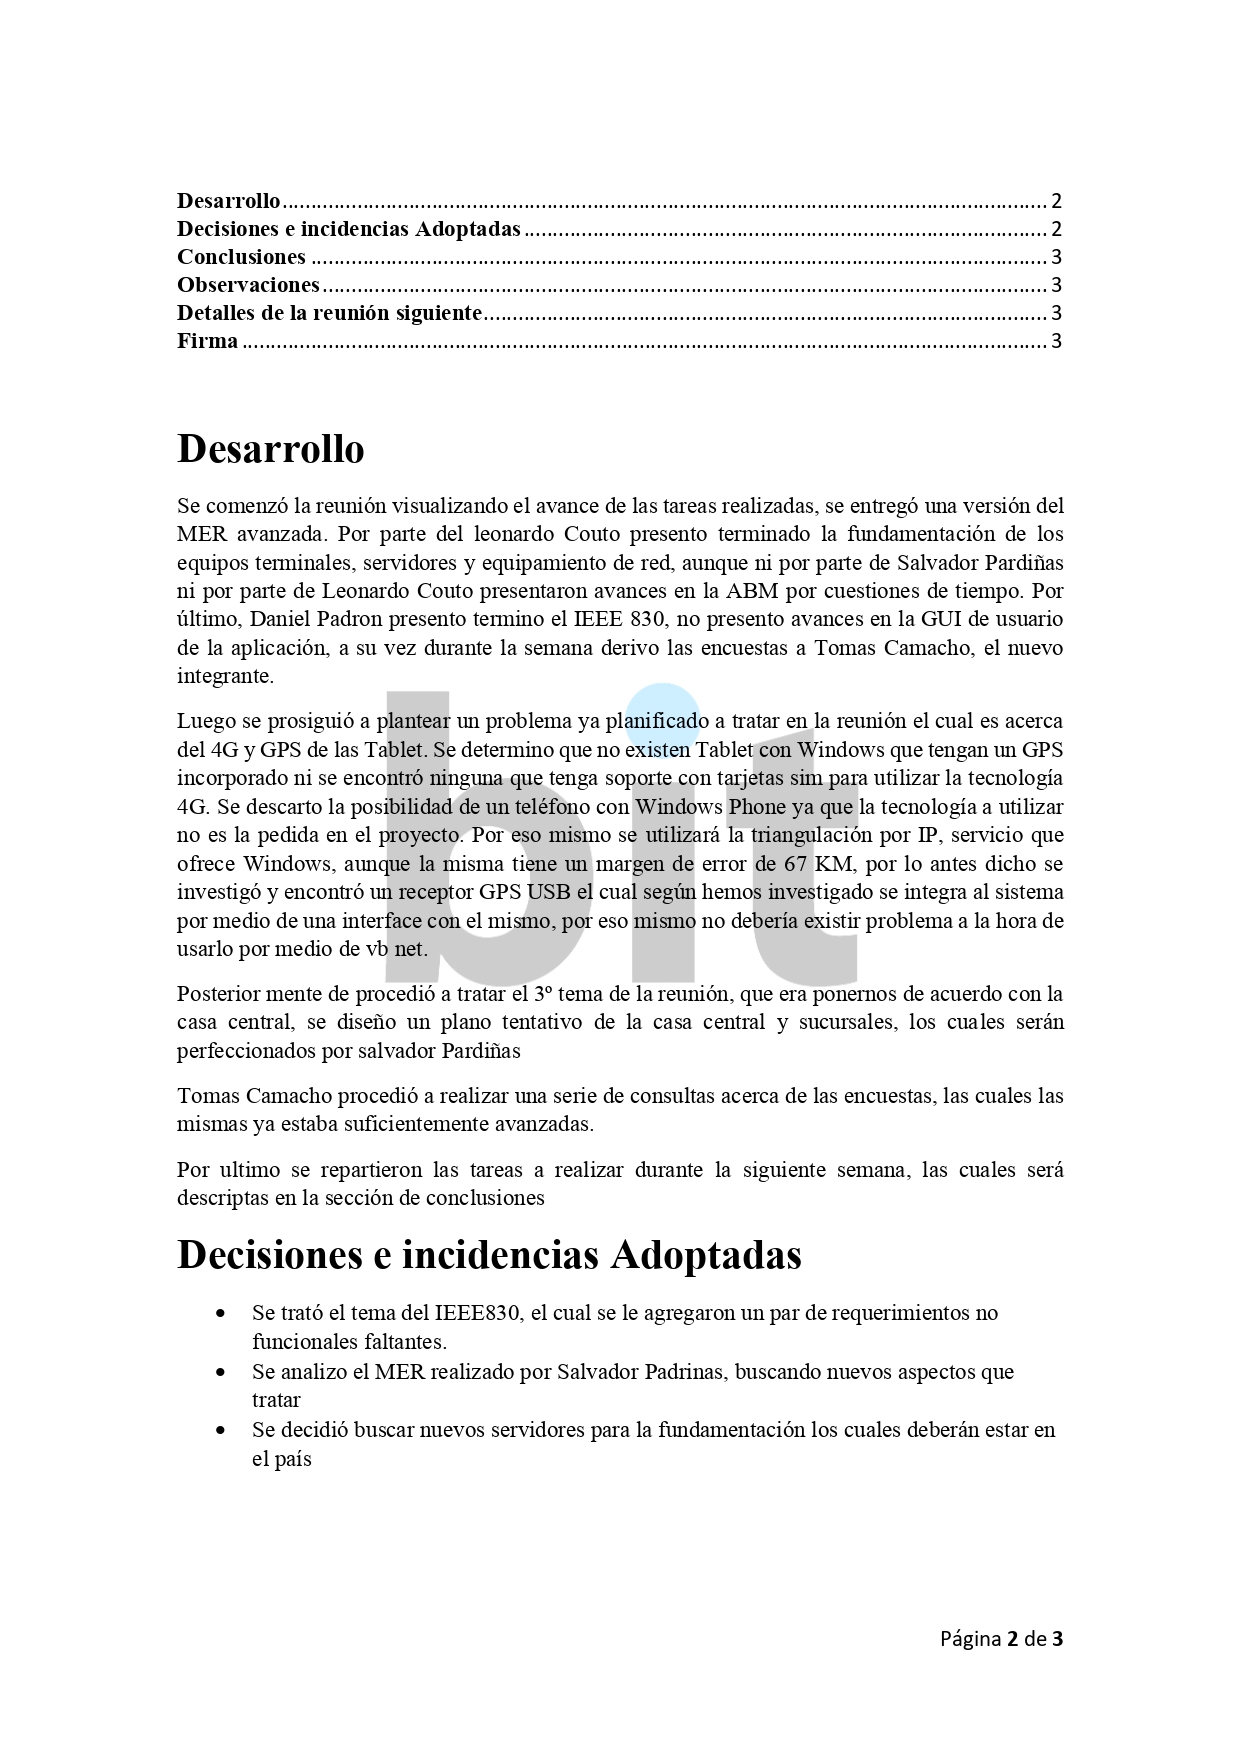 Desarrollo 2
Decisiones e incidencias Adoptadas 2
Conclusiones 3
Observaciones 3
Detalles de la reunión siguiente 3
Firma 3
Desarrollo
Se comenzó la reunión visualizando el avance de las tareas realizadas, se entregó una versión del
MER avanzada. Por parte del leonardo Couto presento terminado la fundamentación de los
equipos terminales, servidores y equipamiento de red, aunque ni por parte de Salvador Pardiñas
ni por parte de Leonardo Couto presentaron avances en la ABM por cuestiones de tiempo. Por
último, Daniel Padron presento termino el IEEE 830, no presento avances en la GUI de usuario
de la aplicación, a su vez durante la semana derivo las encuestas a Tomas Camacho, el nuevo
integrante.
Luego se prosiguió a plantear un problema ya planificado a tratar en la reunión el cual es acerca
del 4G y GPS de las Tablet. Se determino que no existen Tablet con Windows que tengan un GPS
incorporado ni se encontró ninguna que tenga soporte con tarjetas sim para utilizar la tecnología
4G. Se descarto la posibilidad de un teléfono con Windows Phone ya que la tecnología a utilizar
no es la pedida en el proyecto. Por eso mismo se utilizará la triangulación por IP, servicio que
ofrece Windows, aunque la misma tiene un margen de error de 67 KM, por lo antes dicho se
investigó y encontró un receptor GPS USB el cual según hemos investigado se integra al sistema
por medio de una interface con el mismo, por eso mismo no debería existir problema a la hora de
usarlo por medio de vb net.
bit
Posterior mente de procedió a tratar el 3º tema de la reunión, que era ponernos de acuerdo con la
casa central, se diseño un plano tentativo de la casa central y sucursales, los cuales serán
perfeccionados por salvador Pardiñas
Tomas Camacho procedió a realizar una serie de consultas acerca de las encuestas, las cuales las
mismas ya estaba suficientemente avanzadas.
Por ultimo se repartieron las tareas a realizar durante la siguiente semana, las cuales será
descriptas en la sección de conclusiones
Decisiones e incidencias Adoptadas
• Se trató el tema del IEEE830, el cual se le agregaron un par de requerimientos no
funcionales faltantes.
• Se analizo el MER realizado por Salvador Padrinas, buscando nuevos aspectos que
tratar
• Se decidió buscar nuevos servidores para la fundamentación los cuales deberán estar en
el país
Página 2 de 3